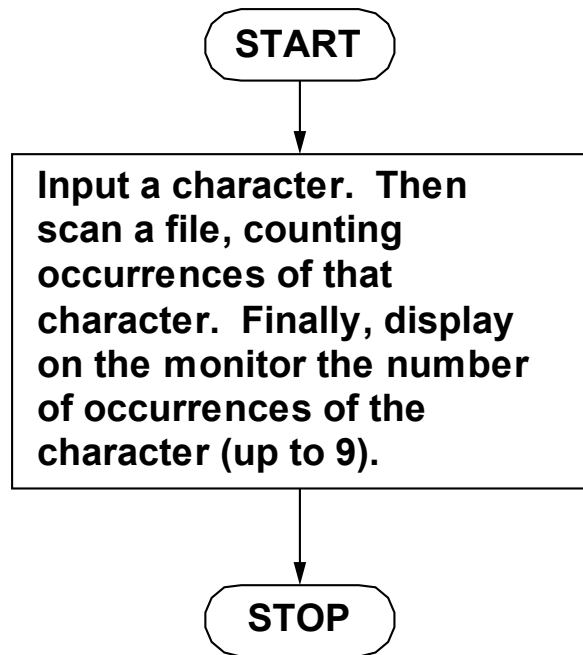 START
Input a character.  Then
scan a file, counting
occurrences of that
character.  Finally, display
on the monitor the number
of occurrences of the
character (up to 9).
STOP